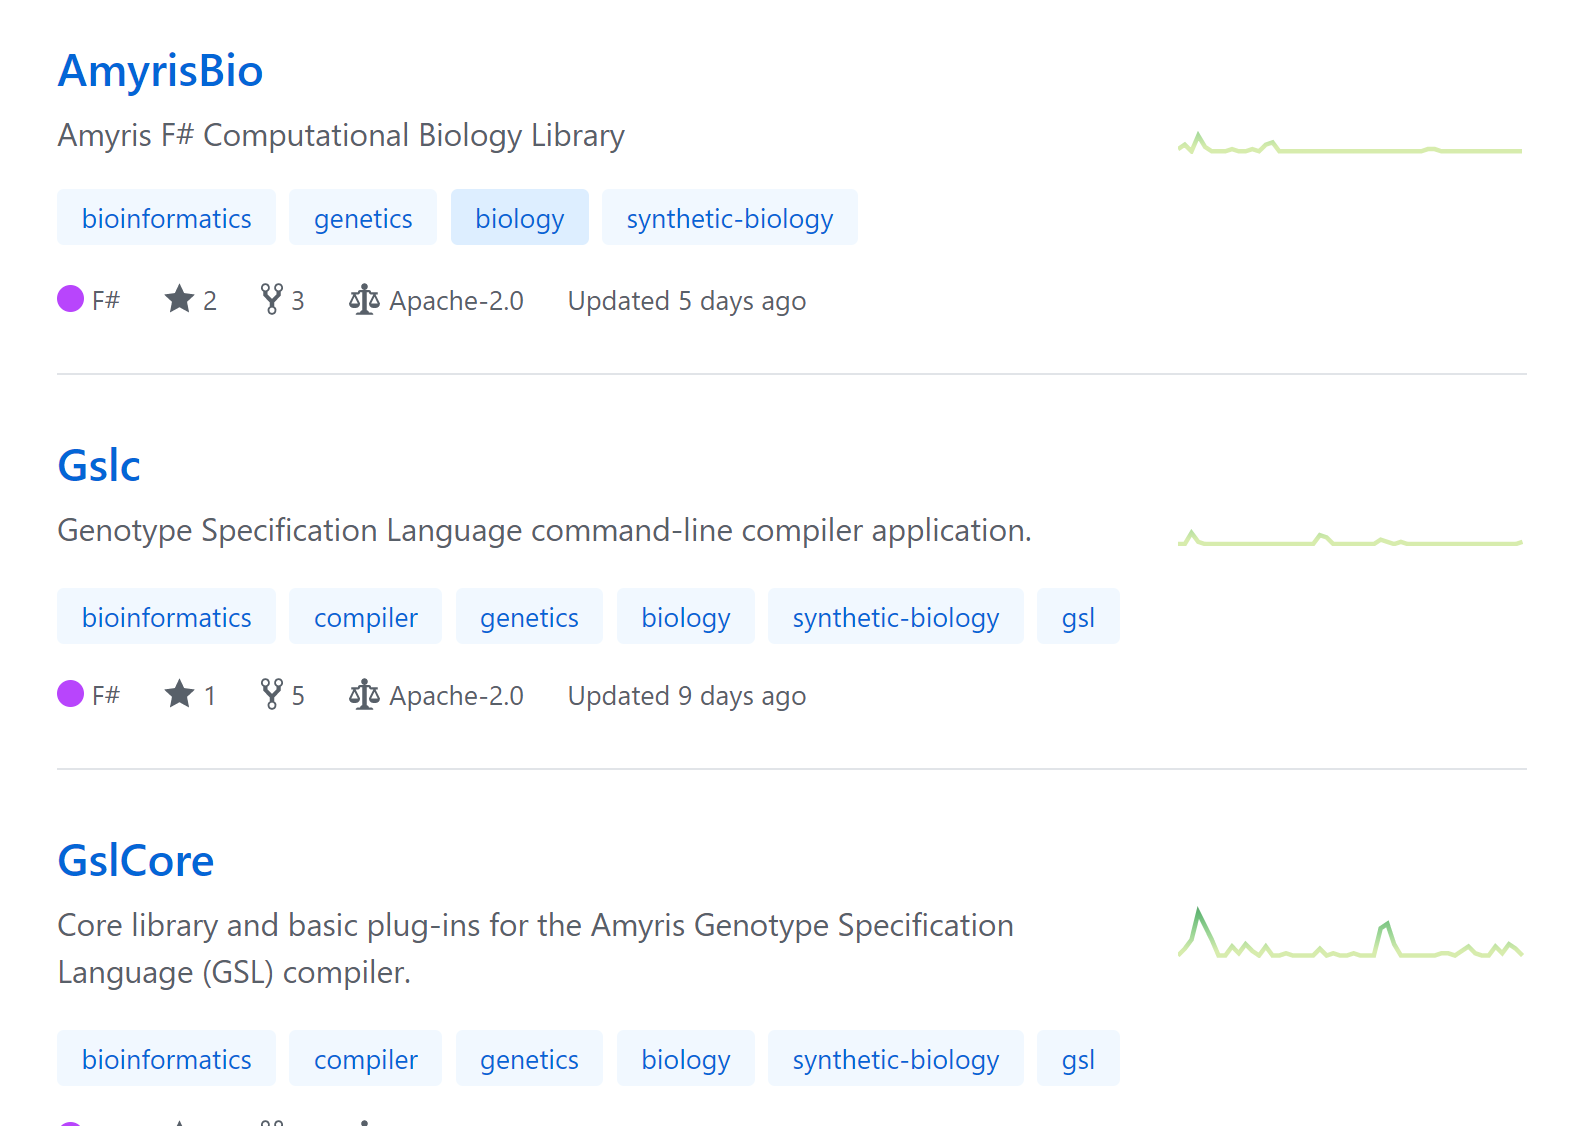 AmyrisBio
Amyris F# Computational Biology Library
bioinformatics genetics biology synthetic-biology
F# 2 3 Apache-2.0 Updated 5 days ago
Gslc
Genotype Specification Language command-line compiler application.
bioinformatics compiler genetics biology synthetic-biology gsl
F# 1 5 Apache-2.0 Updated 9 days ago
GslCore
Core library and basic plug-ins for the Amyris Genotype Specification
Language (GSL) compiler.
bioinformatics compiler genetics biology synthetic-biology gsl